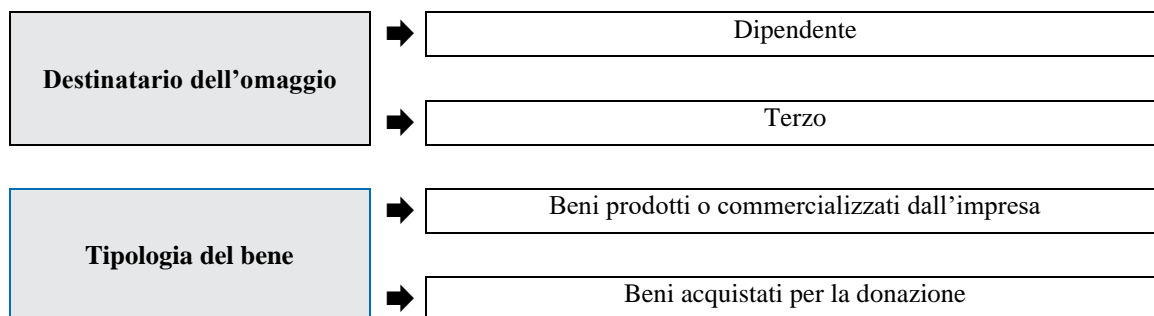 Destinatario dell’omaggio
Dipendente
Terzo
Tipologia del bene
Beni prodotti o commercializzati dall’impresa
Beni acquistati per la donazione